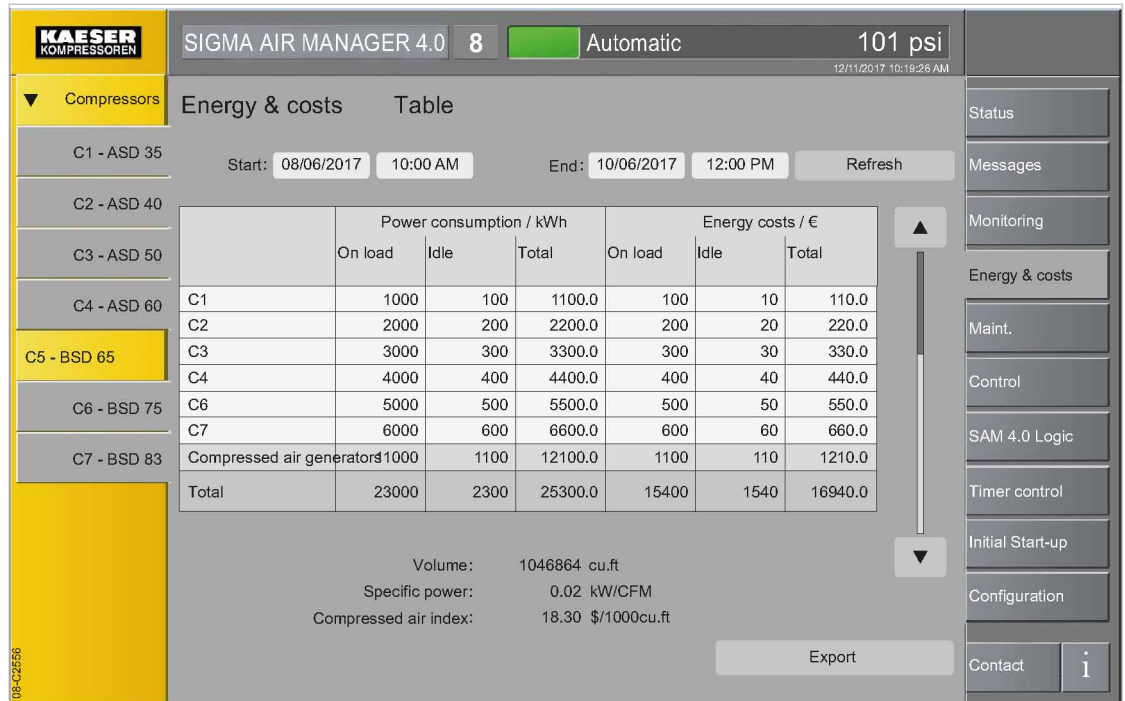 KAESER
KOMPRESSOREN
SIGMA AIR MANAGER 4.0 8 Automatic 101 psi
12/11/2017 10:19:26 AM
▼ Compressors
C1 - ASD 35
C2 - ASD 40
C3 - ASD 50
C4 - ASD 60
C5 - BSD 65
C6 - BSD 75
C7 - BSD 83
Energy & costs Table
Start: 08/06/2017 10:00 AM End: 10/06/2017 12:00 PM Refresh
Power consumption / kWh Energy costs / €
On load Idle Total On load Idle Total
C1 1000 100 1100.0 100 10 110.0
C2 2000 200 2200.0 200 20 220.0
C3 3000 300 3300.0 300 30 330.0
C4 4000 400 4400.0 400 40 440.0
C6 5000 500 5500.0 500 50 550.0
C7 6000 600 6600.0 600 60 660.0
Compressed air generators 11000 1100 12100.0 1100 110 1210.0
Total 23000 2300 25300.0 15400 1540 16940.0
Volume: 1046864 cu.ft
Specific power: 0.02 kW/CFM
Compressed air index: 18.30 $/1000cu.ft
Export
Status
Messages
Monitoring
Energy & costs
Maint.
Control
SAM 4.0 Logic
Timer control
Initial Start-up
Configuration
Contact i
08-C2556